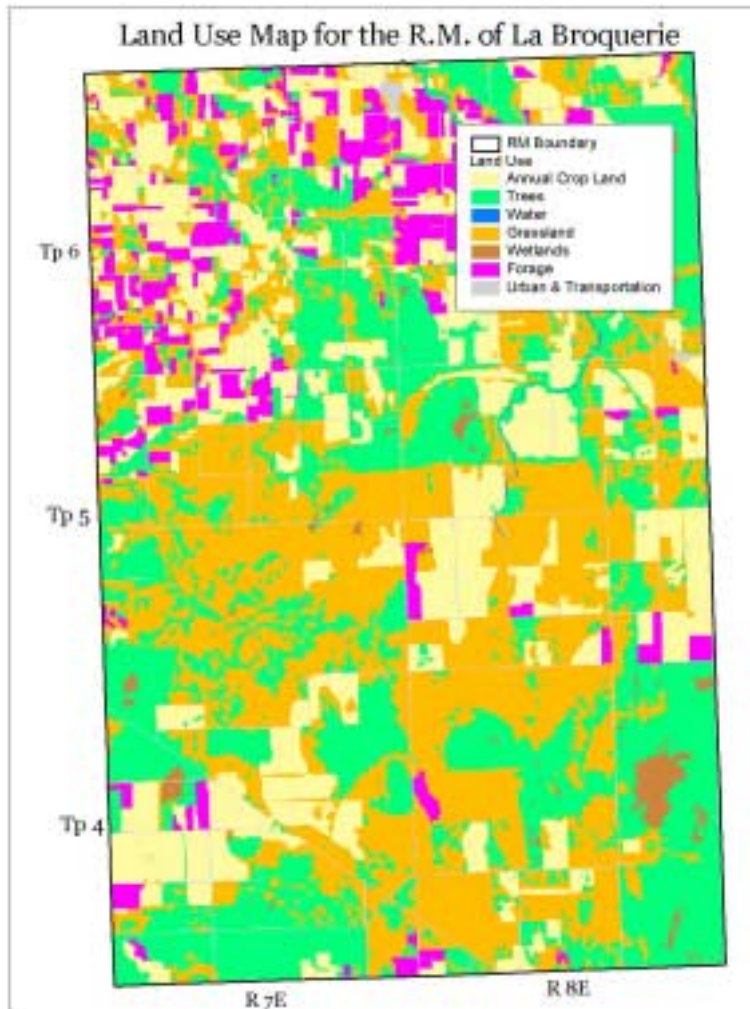 Land Use Map for the R.M. of La Broquerie
RM Boundary
Land Use
Annual Crop Land
Trees
Water
Grassland
Wetlands
Forage
Urban & Transportation
Tp 6
Tp 5
Tp 4
R 7E
R 8E